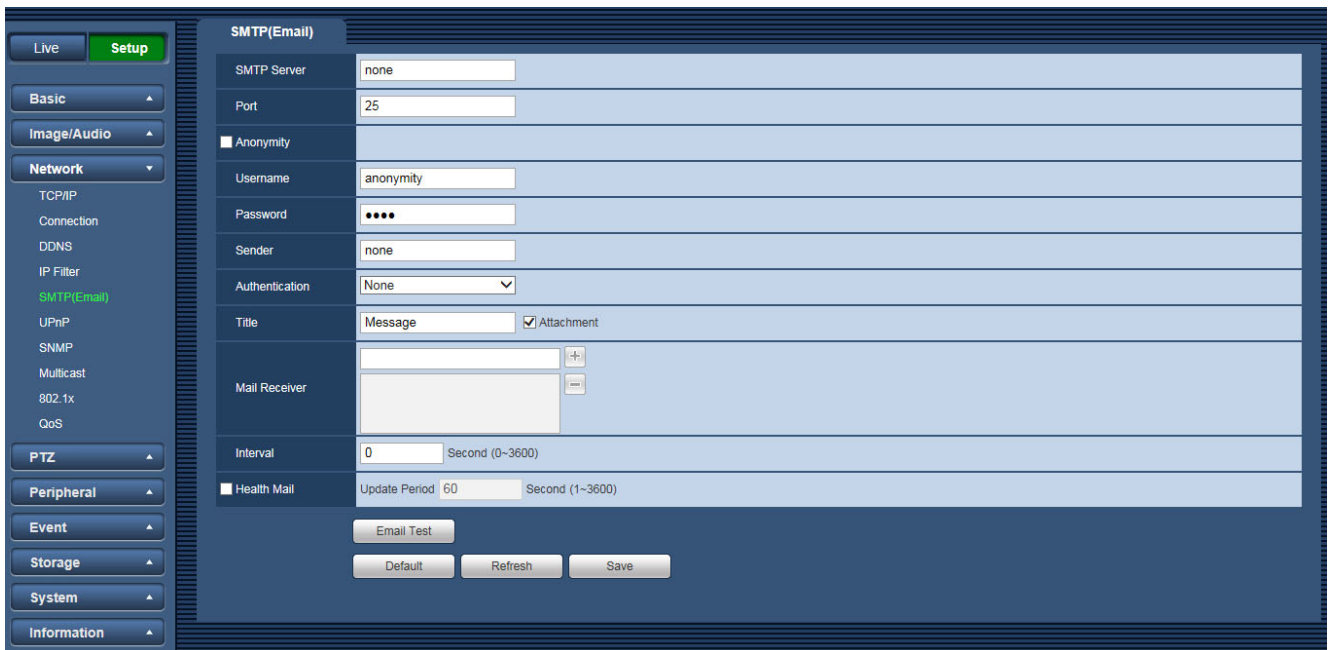 Live Setup
Basic
Image/Audio
Network
TCP/IP
Connection
DDNS
IP Filter
SMTP(Email)
UPnP
SNMP
Multicast
802.1x
QoS
PTZ
Peripheral
Event
Storage
System
Information
SMTP(Email)
SMTP Server none
Port 25
Anonymity
Username anonymity
Password ••••
Sender none
Authentication None
Title Message Attachment
Mail Receiver
Interval 0 Second (0~3600)
Health Mail Update Period 60 Second (1~3600)
Email Test
Default Refresh Save